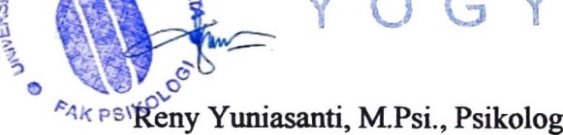 Y O G Y
FAK PSIKOLOGI
Reny Yuniasanti, M.Psi., Psikolog